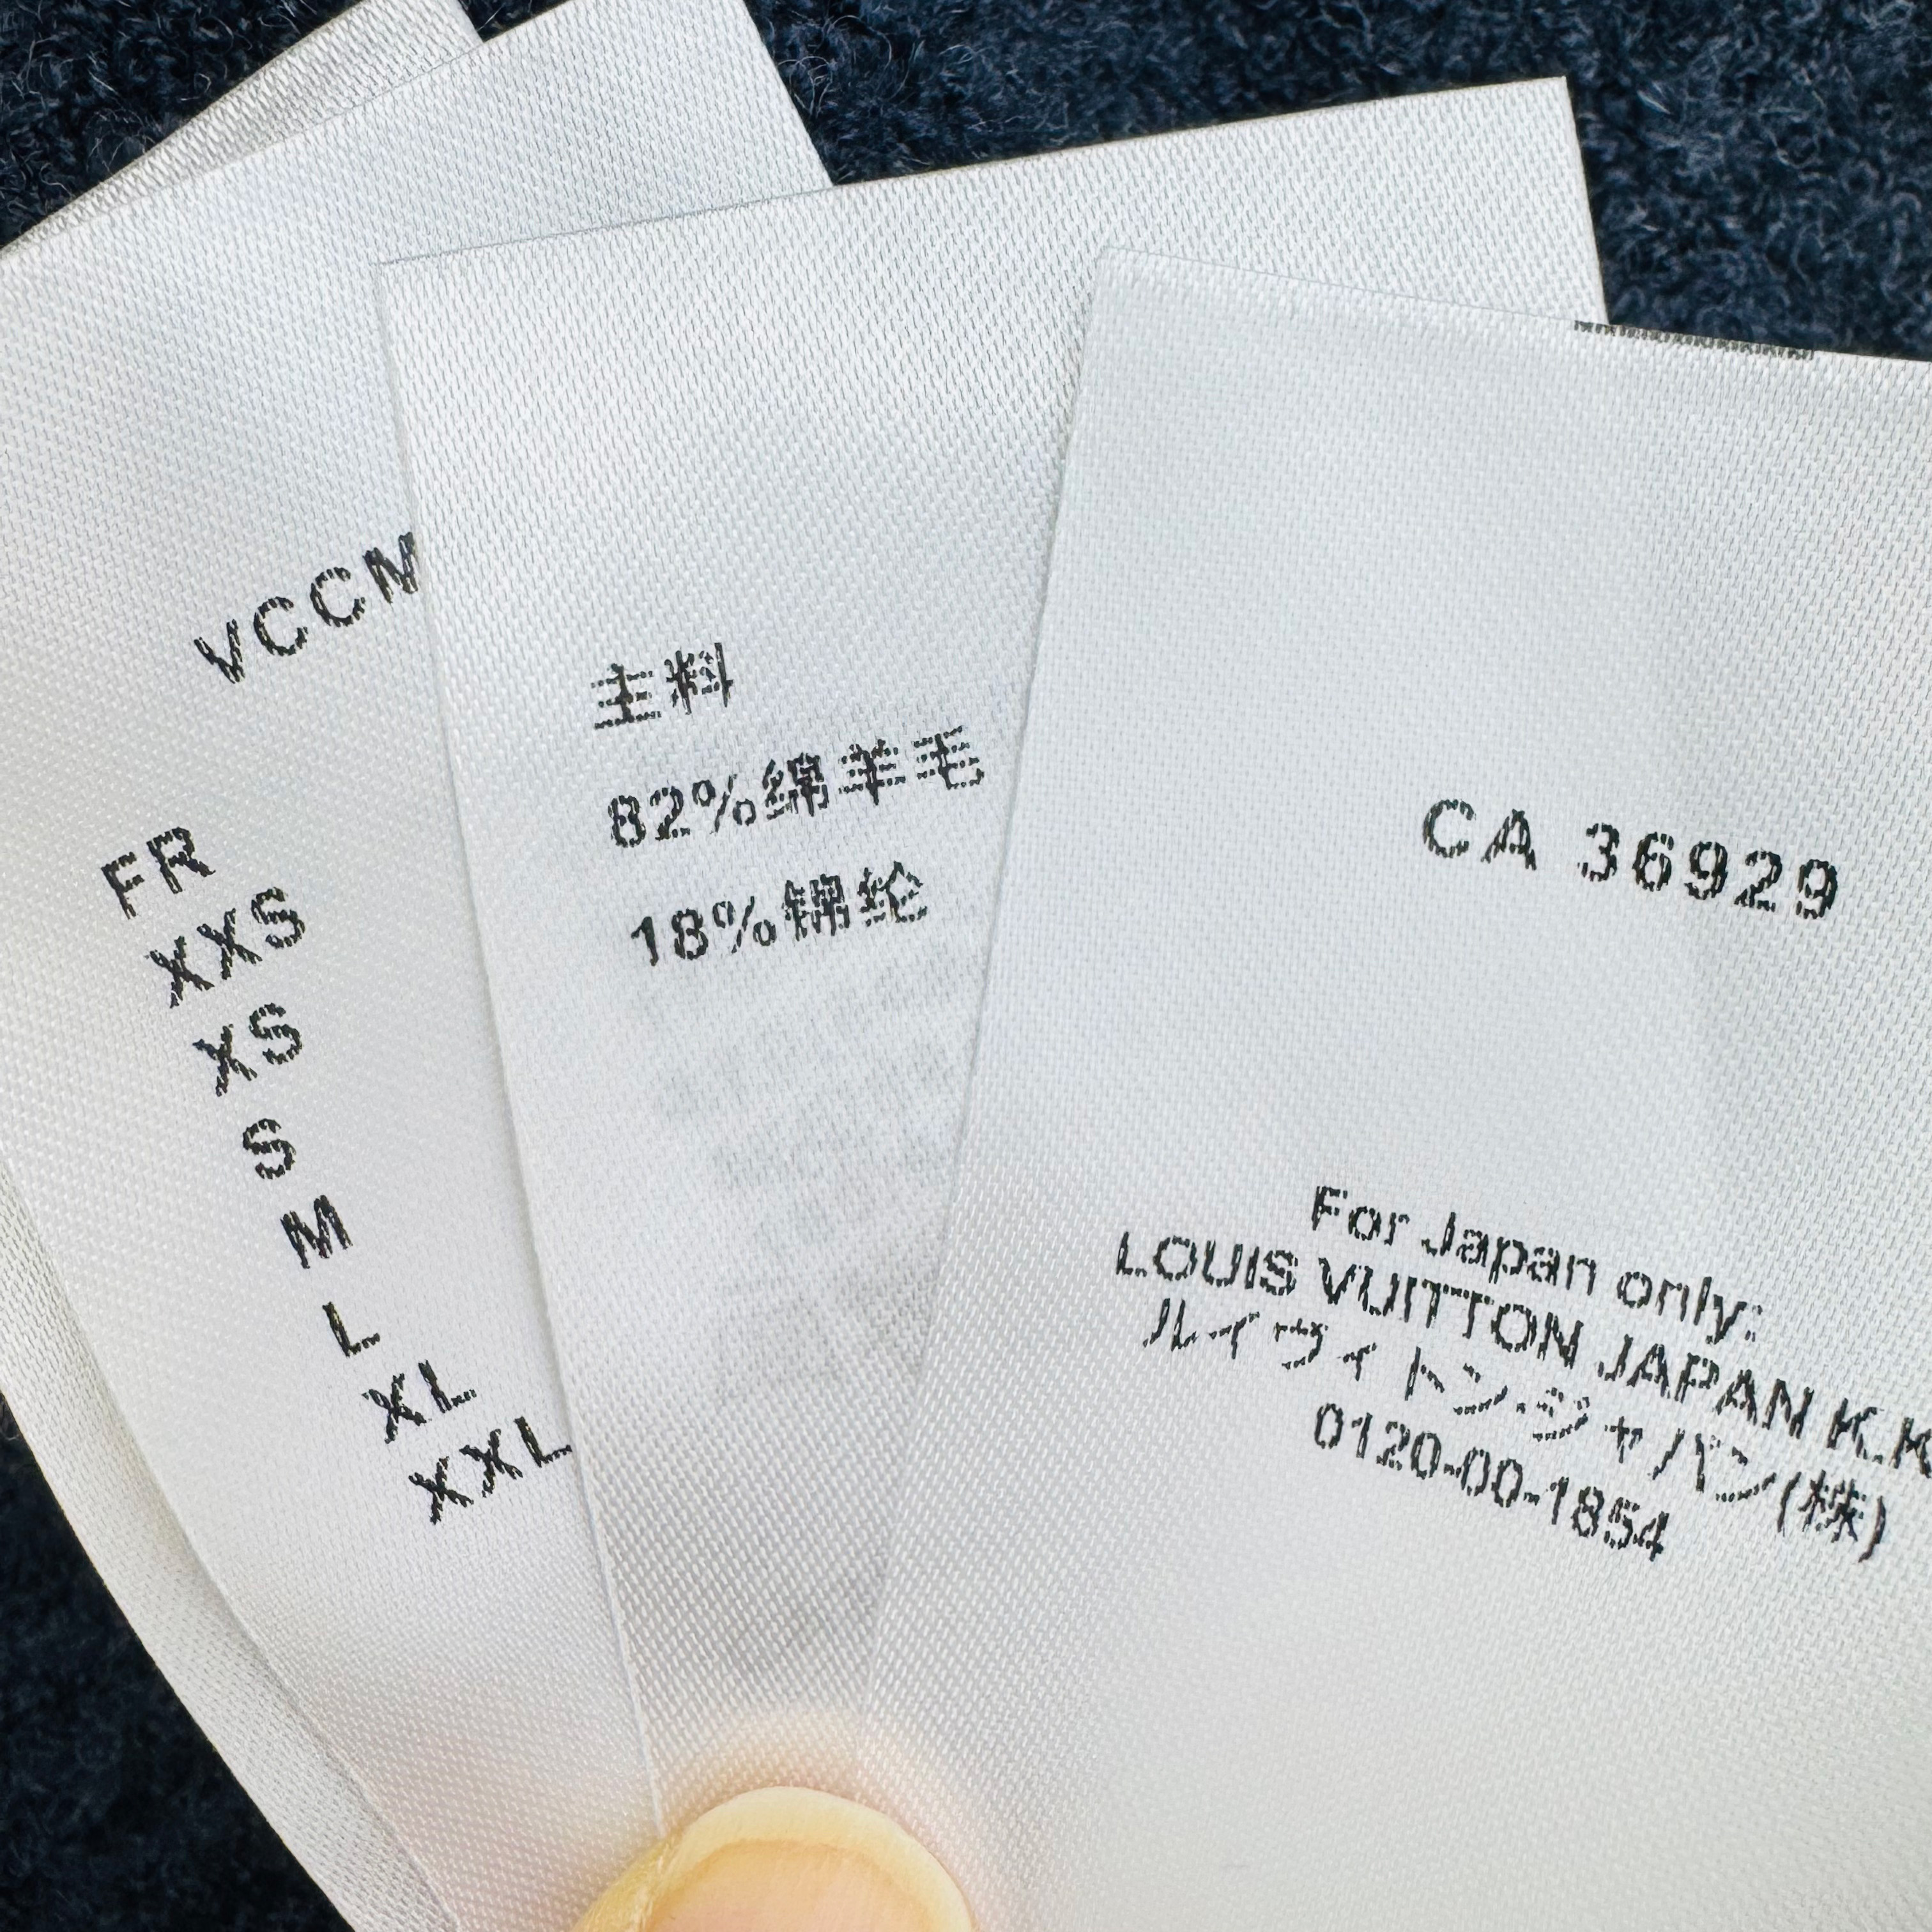 VCCM
FR
XXS
XS
S
M
L
XL
XXL
主料
82%绵羊毛
18%锦纶
CA 36929
For Japan only:
LOUIS VUITTON JAPAN K.K
ルイ ヴィトン・ジャパン(株)
0120-00-1854